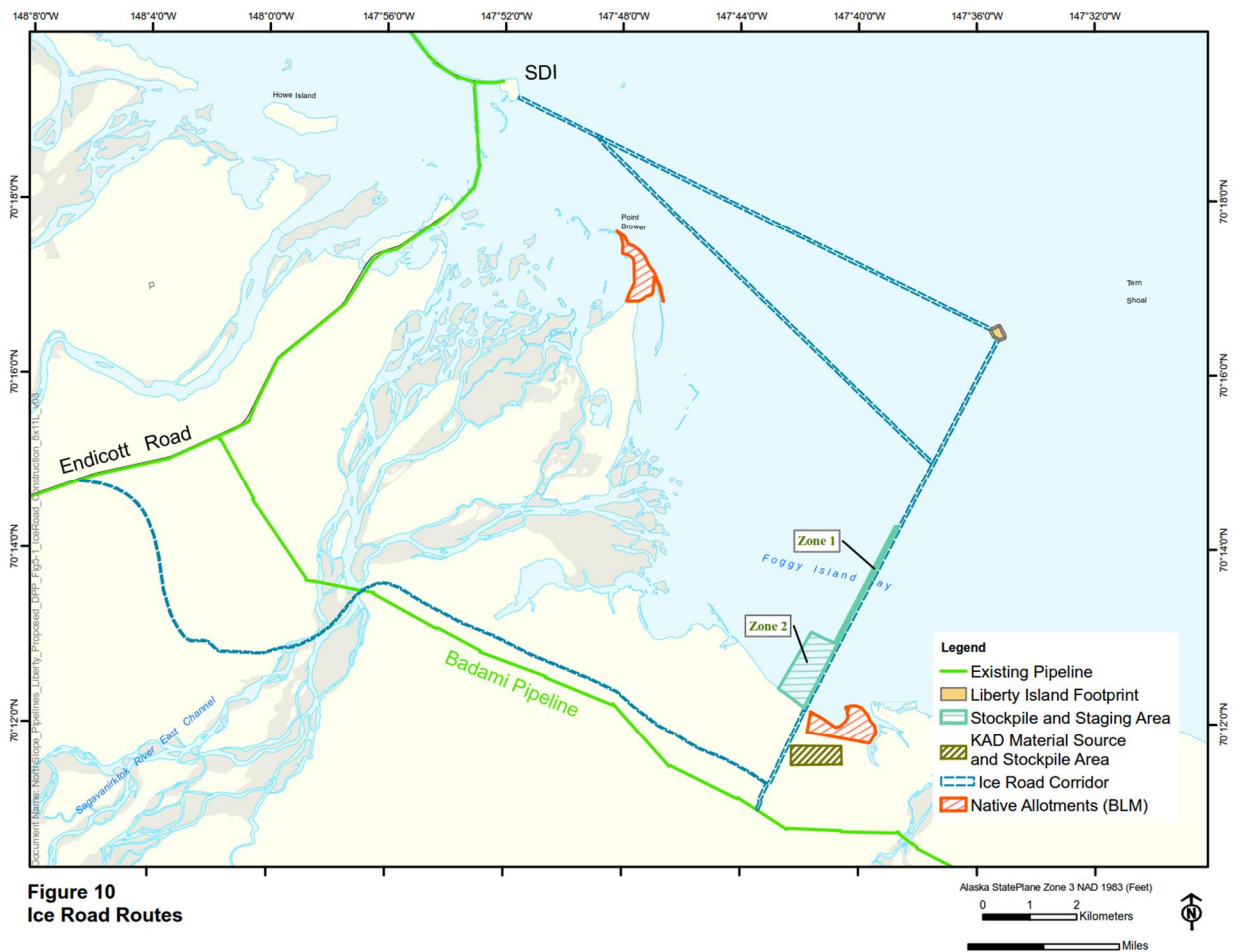 148°8'0"W 148°4'0"W 148°0'0"W 147°56'0"W 147°52'0"W 147°48'0"W 147°44'0"W 147°40'0"W 147°36'0"W 147°32'0"W
SDI
Howe Island
70°18'0"N
70°18'0"N
Point
Brower
Tern
Shoal
70°16'0"N
70°16'0"N
Endicott Road
70°14'0"N
70°14'0"N
Zone 1
Foggy Island Bay
Zone 2
Badami Pipeline
Sagavanirktok River East Channel
70°12'0"N
70°12'0"N
Document Name: NorthSlope_Pipelines_Liberty_Proposed_DPP_Fig5-1_IceRoad_Construction_8x11L_v03
Legend
Existing Pipeline
Liberty Island Footprint
Stockpile and Staging Area
KAD Material Source
and Stockpile Area
Ice Road Corridor
Native Allotments (BLM)
Figure 10
Ice Road Routes
Alaska StatePlane Zone 3 NAD 1983 (Feet)
0 1 2
Kilometers
Miles
N